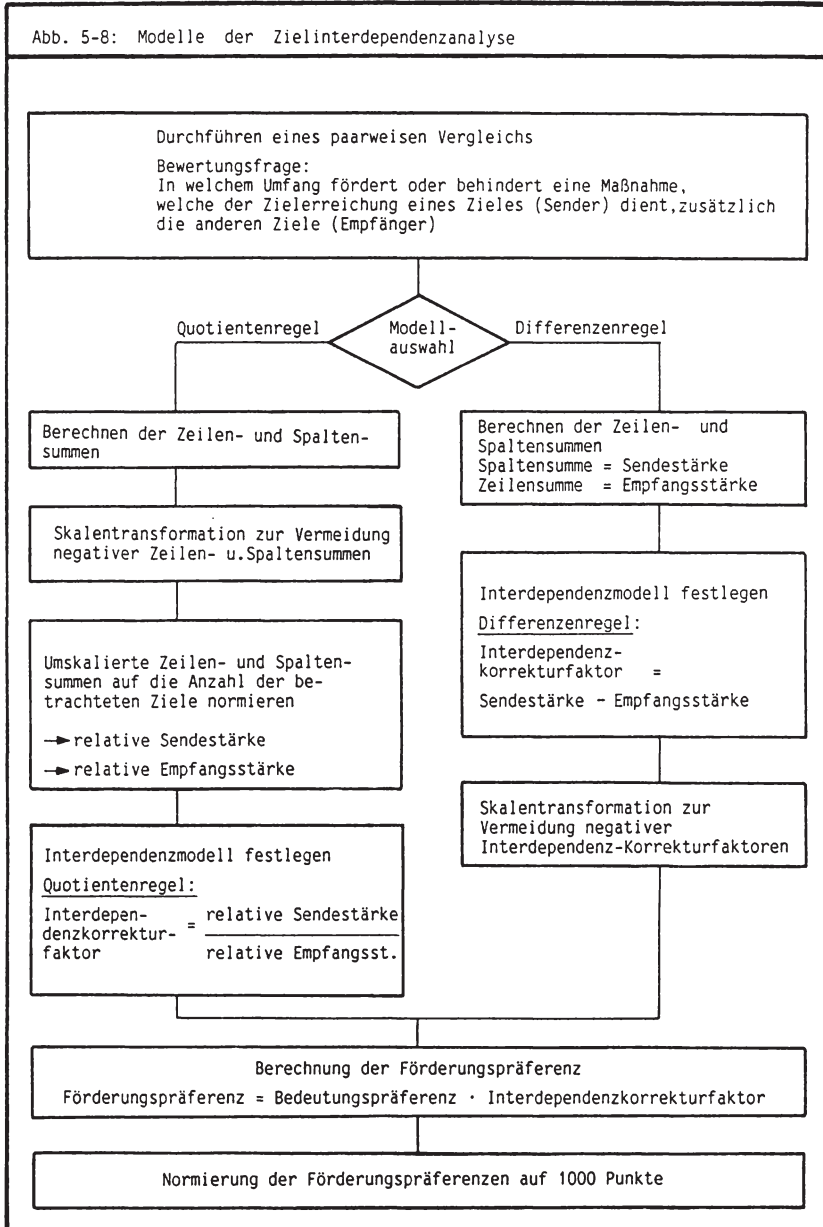 Abb. 5-8: Modelle der Zielinterdependenzanalyse
Durchführen eines paarweisen Vergleichs
Bewertungsfrage:
In welchem Umfang fördert oder behindert eine Maßnahme,
welche der Zielerreichung eines Zieles (Sender) dient,zusätzlich
die anderen Ziele (Empfänger)
Quotientenregel
Modell-
auswahl
Differenzenregel
Berechnen der Zeilen- und Spalten-
summen
Skalentransformation zur Vermeidung
negativer Zeilen- u.Spaltensummen
Umskalierte Zeilen- und Spalten-
summen auf die Anzahl der be-
trachteten Ziele normieren
→ relative Sendestärke
→ relative Empfangsstärke
Interdependenzmodell festlegen
Quotientenregel:
Interdepen-
denzkorrektur-
faktor
= relative Sendestärke
relative Empfangsst.
Berechnen der Zeilen- und
Spaltensummen
Spaltensumme = Sendestärke
Zeilensumme = Empfangsstärke
Interdependenzmodell festlegen
Differenzenregel:
Interdependenz-
korrekturfaktor =
Sendestärke - Empfangsstärke
Skalentransformation zur
Vermeidung negativer
Interdependenz-Korrekturfaktoren
Berechnung der Förderungspräferenz
Förderungspräferenz = Bedeutungspräferenz · Interdependenzkorrekturfaktor
Normierung der Förderungspräferenzen auf 1000 Punkte